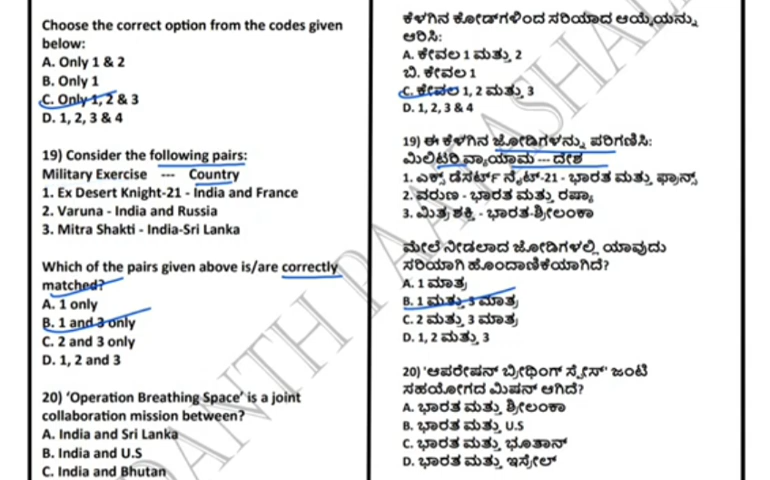 Choose the correct option from the codes given
below:
A. Only 1 & 2
B. Only 1
C. Only 1, 2 & 3
D. 1, 2, 3 & 4
19) Consider the following pairs:
Military Exercise --- Country
1. Ex Desert Knight-21 - India and France
2. Varuna - India and Russia
3. Mitra Shakti - India-Sri Lanka
Which of the pairs given above is/are correctly
matched?
A. 1 only
B. 1 and 3 only
C. 2 and 3 only
D. 1, 2 and 3
20) ‘Operation Breathing Space’ is a joint
collaboration mission between?
A. India and Sri Lanka
B. India and U.S
C. India and Bhutan
ಕೆಳಗಿನ ಕೋಡ್‌ಗಳಿಂದ ಸರಿಯಾದ ಆಯ್ಕೆಯನ್ನು
ಆರಿಸಿ:
A. ಕೇವಲ 1 ಮತ್ತು 2
ಬಿ. ಕೇವಲ 1
C. ಕೇವಲ 1, 2 ಮತ್ತು 3
D. 1, 2, 3 & 4
19) ಈ ಕೆಳಗಿನ ಜೋಡಿಗಳನ್ನು ಪರಿಗಣಿಸಿ:
ಮಿಲಿಟರಿ ವ್ಯಾಯಾಮ --- ದೇಶ
1. ಎಕ್ಸ್ ಡೆಸರ್ಟ್ ನೈಟ್-21 - ಭಾರತ ಮತ್ತು ಫ್ರಾನ್ಸ್
2. ವರುಣ - ಭಾರತ ಮತ್ತು ರಷ್ಯಾ
3. ಮಿತ್ರ ಶಕ್ತಿ - ಭಾರತ-ಶ್ರೀಲಂಕಾ
ಮೇಲೆ ನೀಡಲಾದ ಜೋಡಿಗಳಲ್ಲಿ ಯಾವುದು
ಸರಿಯಾಗಿ ಹೊಂದಾಣಿಕೆಯಾಗಿದೆ?
A. 1 ಮಾತ್ರ
B. 1 ಮತ್ತು 3 ಮಾತ್ರ
C. 2 ಮತ್ತು 3 ಮಾತ್ರ
D. 1, 2 ಮತ್ತು 3
20) 'ಆಪರೇಷನ್ ಬ್ರೀಥಿಂಗ್ ಸ್ಪೇಸ್' ಜಂಟಿ
ಸಹಯೋಗದ ಮಿಷನ್ ಆಗಿದೆ?
A. ಭಾರತ ಮತ್ತು ಶ್ರೀಲಂಕಾ
B. ಭಾರತ ಮತ್ತು U.S
C. ಭಾರತ ಮತ್ತು ಭೂತಾನ್
D. ಭಾರತ ಮತ್ತು ಇಸ್ರೇಲ್